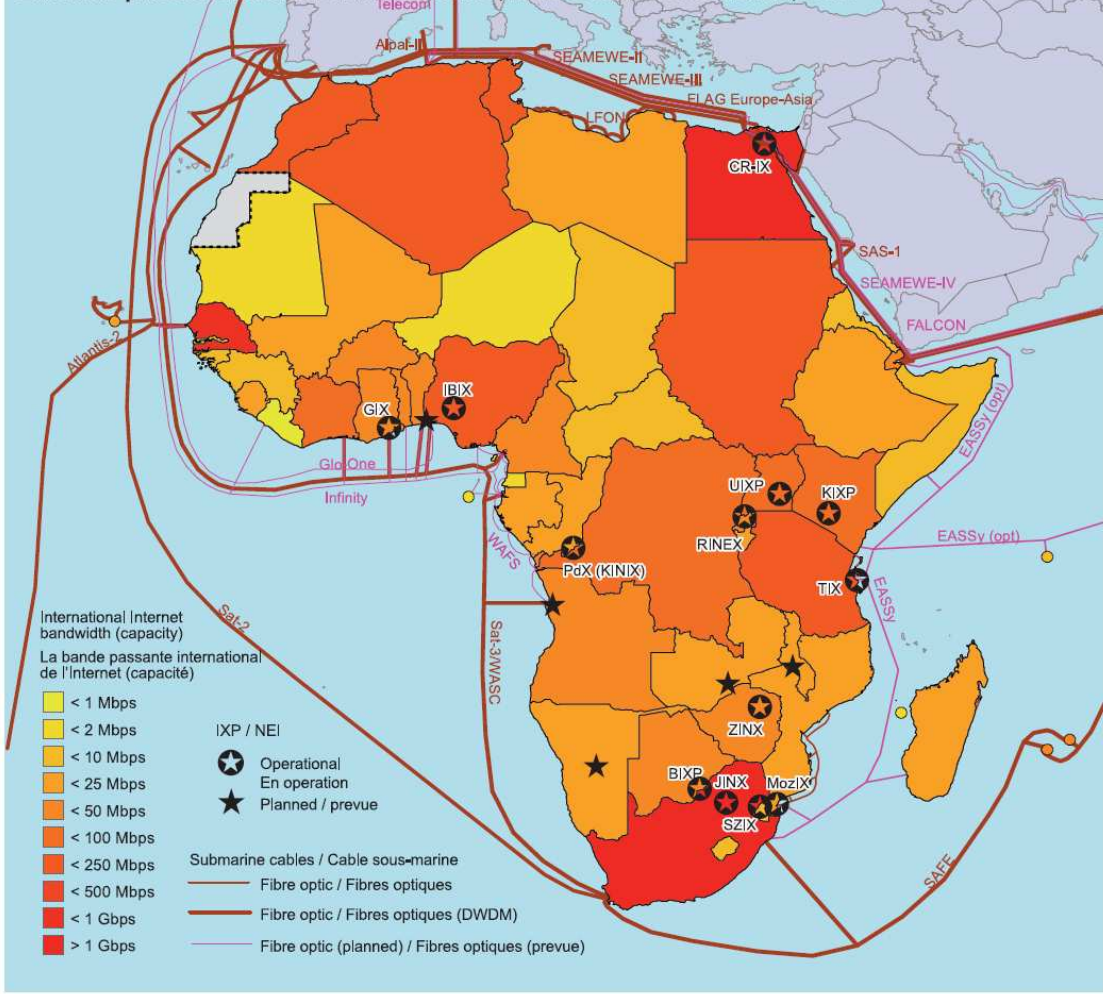 Telecom
Alpal-II
SEAMEWE-II
SEAMEWE-III
FLAG Europe-Asia
LFON
CR-IX
SAS-1
SEAMEWE-IV
FALCON
Atlantis-2
IBIX
GIX
EASSy (opt)
Glo-One
Infinity
UIXP
KIXP
WAFS
RINEX
EASSy (opt)
PdX (KINIX)
TIX
EASSy
Sat-2
Sat-3/WASC
International Internet
bandwidth (capacity)
La bande passante international
de l'Internet (capacité)
< 1 Mbps
< 2 Mbps
< 10 Mbps
< 25 Mbps
< 50 Mbps
< 100 Mbps
< 250 Mbps
< 500 Mbps
< 1 Gbps
> 1 Gbps
IXP / NEI
Operational
En operation
Planned / prevue
ZINX
BIXP
JINX
MozIX
SZIX
SAFE
Submarine cables / Cable sous-marine
Fibre optic / Fibres optiques
Fibre optic / Fibres optiques (DWDM)
Fibre optic (planned) / Fibres optiques (prevue)